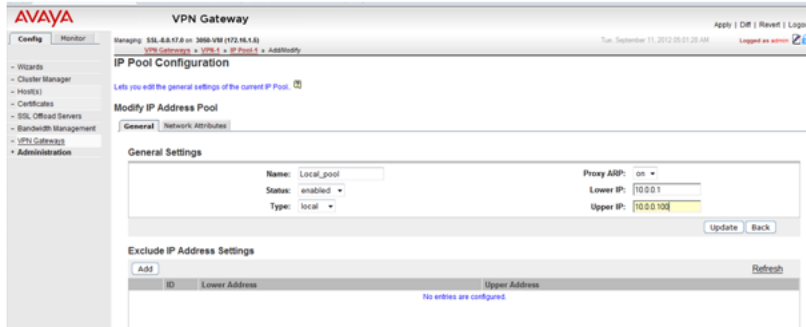 AVAYA
VPN Gateway
Apply | Diff | Revert | Logo
Config Monitor
Managing: SSL-8.0.17.0 on: 3050-VM (172.16.1.5)
Tue, September 11, 2012 05:01:28 AM
Logged as admin
VPN Gateways » VPN-1 » IP Pool-1 » Add/Modify
IP Pool Configuration
– Wizards
– Cluster Manager
– Host(s)
– Certificates
– SSL Offload Servers
– Bandwidth Management
– VPN Gateways
+ Administration
Lets you edit the general settings of the current IP Pool.
Modify IP Address Pool
General Network Attributes
General Settings
Name: Local_pool
Proxy ARP: on
Status: enabled
Lower IP: 10.0.0.1
Type: local
Upper IP: 10.0.0.100
Update Back
Exclude IP Address Settings
Add
Refresh
ID Lower Address Upper Address
No entries are configured.